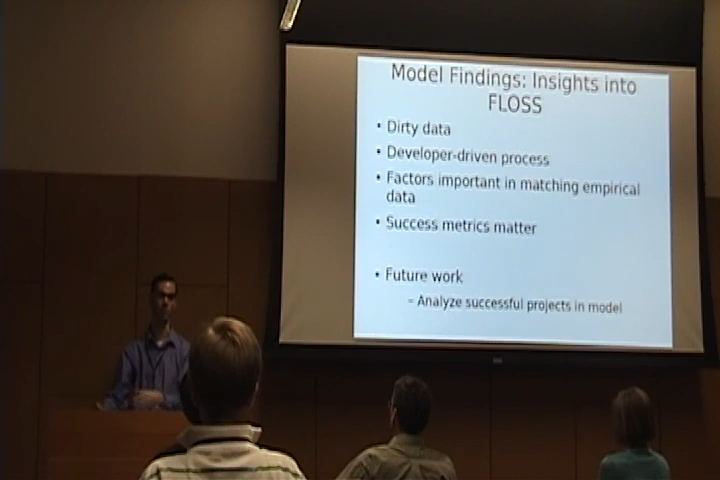 Model Findings: Insights into
FLOSS
• Dirty data
• Developer-driven process
• Factors important in matching empirical
data
• Success metrics matter
• Future work
– Analyze successful projects in model